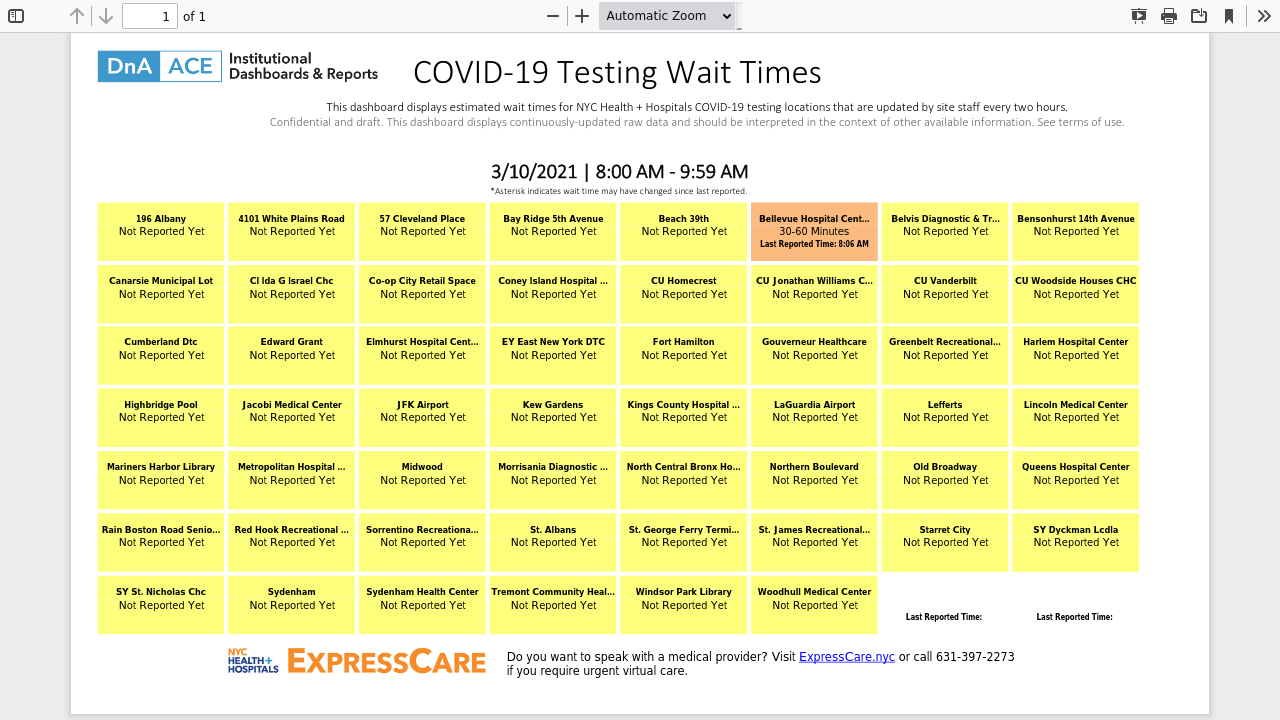 1 of 1 Automatic Zoom
DnA ACE Institutional
Dashboards & Reports
COVID-19 Testing Wait Times
This dashboard displays estimated wait times for NYC Health + Hospitals COVID-19 testing locations that are updated by site staff every two hours.
Confidential and draft. This dashboard displays continuously-updated raw data and should be interpreted in the context of other available information. See terms of use.
3/10/2021 | 8:00 AM - 9:59 AM
*Asterisk indicates wait time may have changed since last reported.
196 Albany 4101 White Plains Road 57 Cleveland Place Bay Ridge 5th Avenue Beach 39th Bellevue Hospital Cent... Belvis Diagnostic & Tr... Bensonhurst 14th Avenue
Not Reported Yet Not Reported Yet Not Reported Yet Not Reported Yet Not Reported Yet 30-60 Minutes Not Reported Yet Not Reported Yet
Last Reported Time: 8:06 AM
Canarsie Municipal Lot Cl Ida G Israel Chc Co-op City Retail Space Coney Island Hospital ... CU Homecrest CU Jonathan Williams C... CU Vanderbilt CU Woodside Houses CHC
Not Reported Yet Not Reported Yet Not Reported Yet Not Reported Yet Not Reported Yet Not Reported Yet Not Reported Yet Not Reported Yet
Cumberland Dtc Edward Grant Elmhurst Hospital Cent... EY East New York DTC Fort Hamilton Gouverneur Healthcare Greenbelt Recreational... Harlem Hospital Center
Not Reported Yet Not Reported Yet Not Reported Yet Not Reported Yet Not Reported Yet Not Reported Yet Not Reported Yet Not Reported Yet
Highbridge Pool Jacobi Medical Center JFK Airport Kew Gardens Kings County Hospital ... LaGuardia Airport Lefferts Lincoln Medical Center
Not Reported Yet Not Reported Yet Not Reported Yet Not Reported Yet Not Reported Yet Not Reported Yet Not Reported Yet Not Reported Yet
Mariners Harbor Library Metropolitan Hospital ... Midwood Morrisania Diagnostic ... North Central Bronx Ho... Northern Boulevard Old Broadway Queens Hospital Center
Not Reported Yet Not Reported Yet Not Reported Yet Not Reported Yet Not Reported Yet Not Reported Yet Not Reported Yet Not Reported Yet
Rain Boston Road Senio... Red Hook Recreational ... Sorrentino Recreationa... St. Albans St. George Ferry Termi... St. James Recreational... Starret City SY Dyckman Lcdla
Not Reported Yet Not Reported Yet Not Reported Yet Not Reported Yet Not Reported Yet Not Reported Yet Not Reported Yet Not Reported Yet
SY St. Nicholas Chc Sydenham Sydenham Health Center Tremont Community Heal... Windsor Park Library Woodhull Medical Center
Not Reported Yet Not Reported Yet Not Reported Yet Not Reported Yet Not Reported Yet Not Reported Yet
Last Reported Time: Last Reported Time:
NYC
HEALTH+
HOSPITALS
EXPRESSCARE
Do you want to speak with a medical provider? Visit ExpressCare.nyc or call 631-397-2273
if you require urgent virtual care.